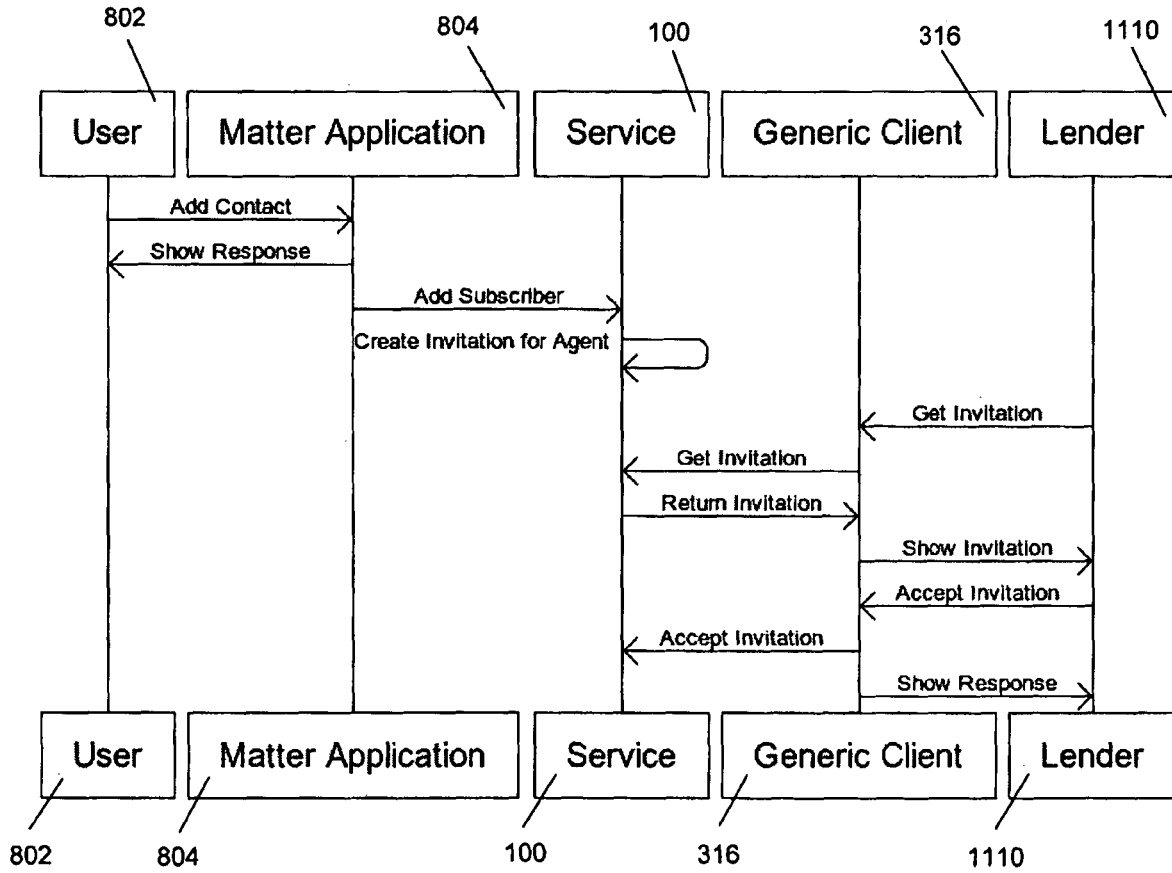 802
804
100
316
1110
User
Matter Application
Service
Generic Client
Lender
Add Contact
Show Response
Add Subscriber
Create Invitation for Agent
Get Invitation
Get Invitation
Return Invitation
Show Invitation
Accept Invitation
Accept Invitation
Show Response
User
Matter Application
Service
Generic Client
Lender
802
804
100
316
1110